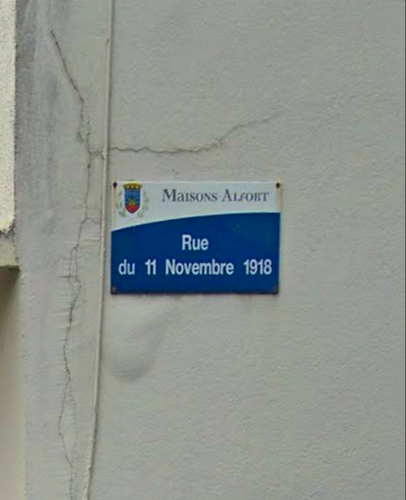 Maisons-Alfort
Rue
du 11 Novembre 1918